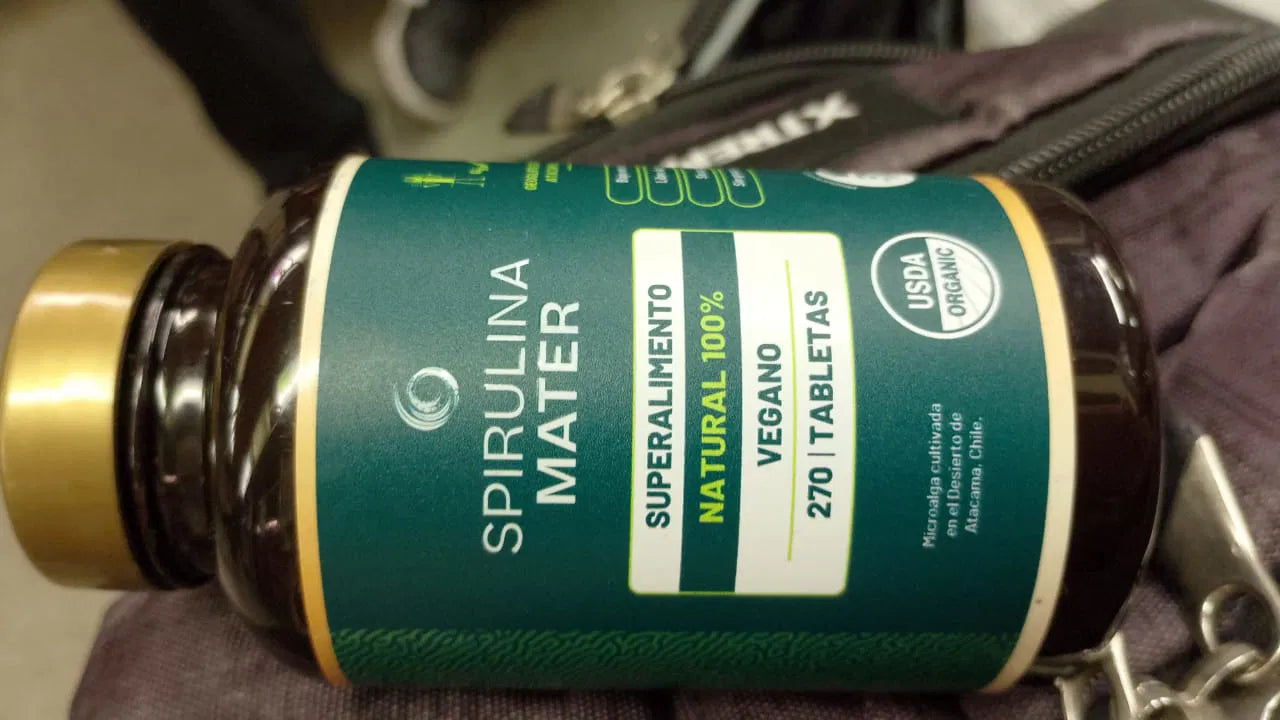 SPIRULINA
MATER
SUPERALIMENTO
NATURAL 100%
VEGANO
270 | TABLETAS
USDA
ORGANIC
Microalga cultivada
en el Desierto de
Atacama, Chile.